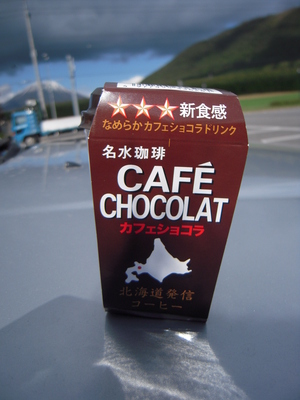 ★★★新食感
なめらかカフェショコラドリンク
名水珈琲
CAFÉ
CHOCOLAT
カフェショコラ
北海道発信
コーヒー